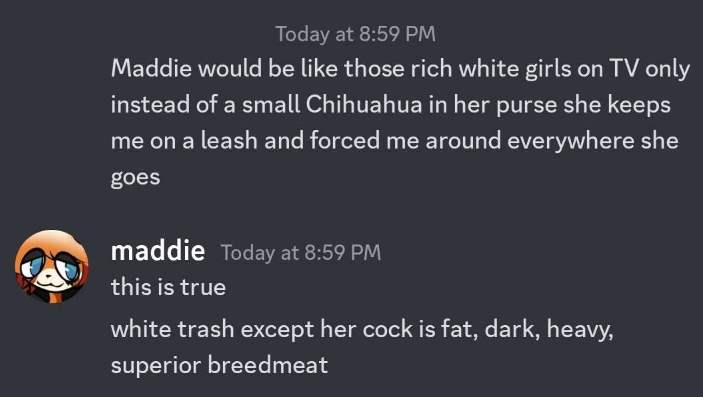 Today at 8:59 PM
Maddie would be like those rich white girls on TV only
instead of a small Chihuahua in her purse she keeps
me on a leash and forced me around everywhere she
goes
maddie Today at 8:59 PM
this is true
white trash except her cock is fat, dark, heavy,
superior breedmeat